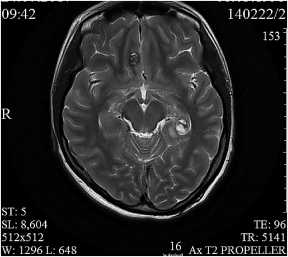 09:42
140222/2
153
R
ST: 5
SL: 8,604
512x512
W: 1296 L: 648
16
TE: 96
TR: 5141
Ax T2 PROPELLER